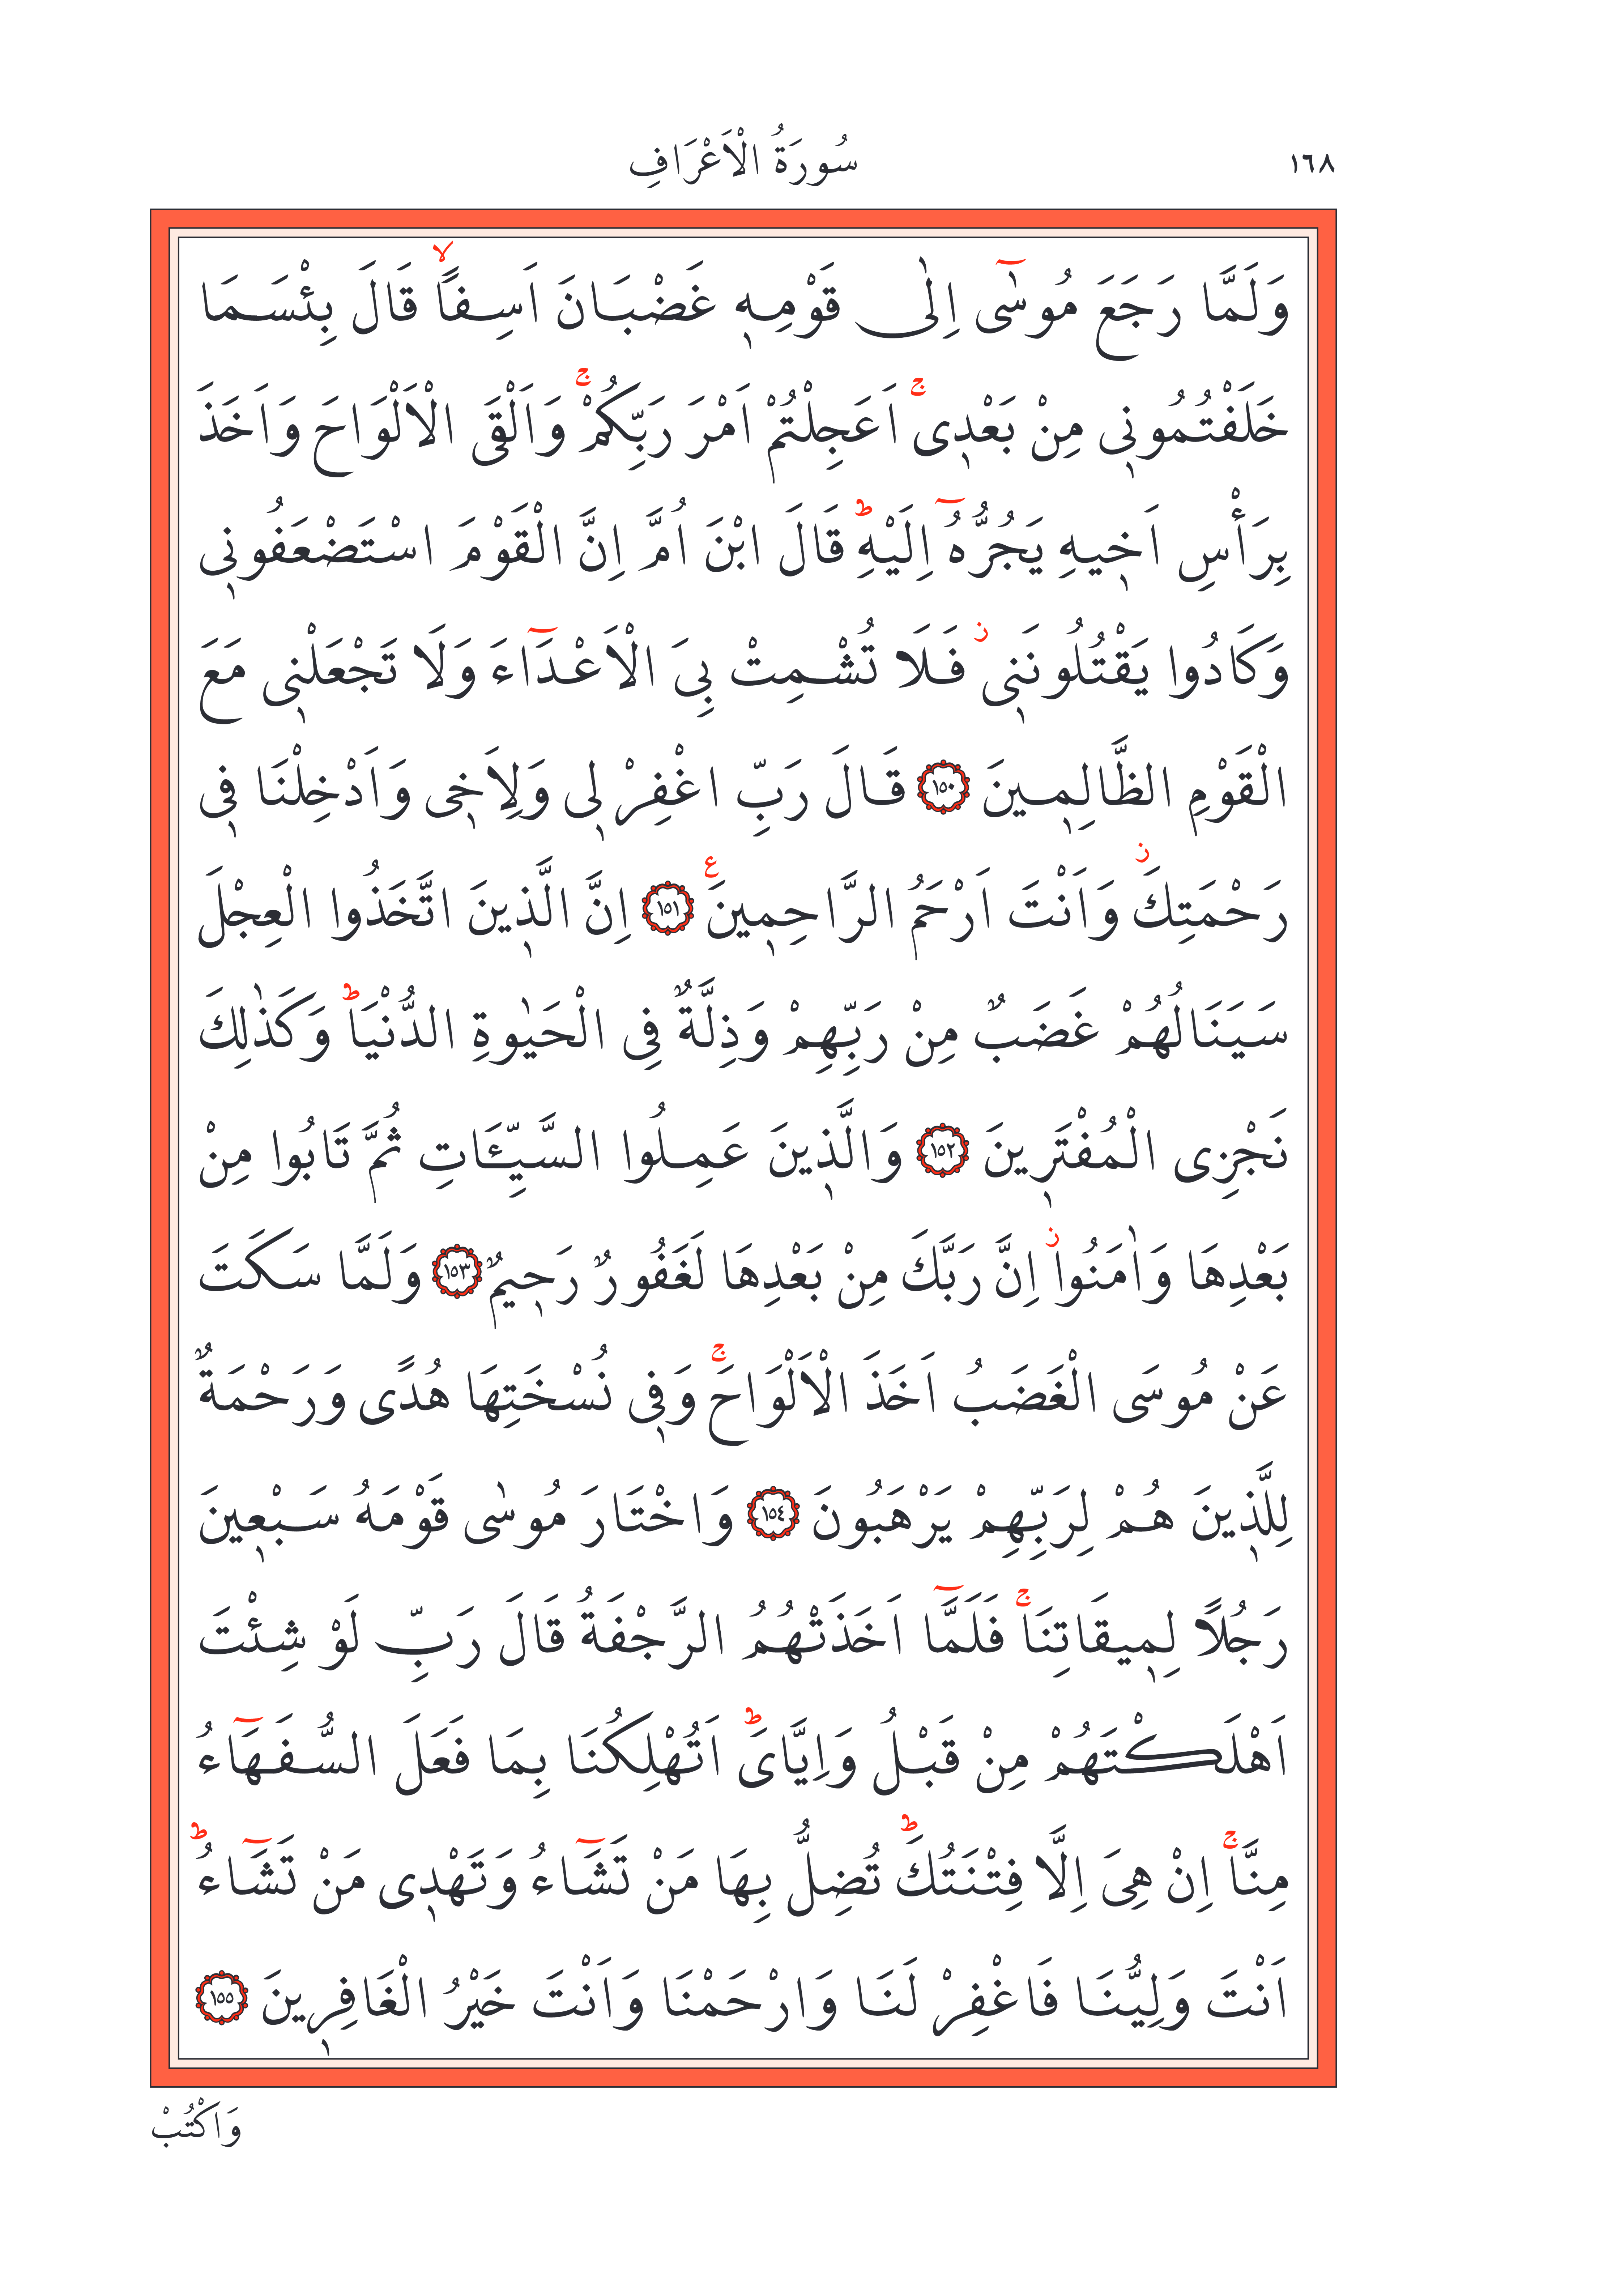 ١٦٨
سُورَةُ الْاَعْرَافِ
وَلَمَّا رَجَعَ مُوسٰٓى اِلٰى قَوْمِهٖ غَضْبَانَ اَسِفًاۙ قَالَ بِئْسَمَا
خَلَفْتُمُونٖى مِنْ بَعْدٖىۚ اَعَجِلْتُمْ اَمْرَ رَبِّكُمْۚ وَاَلْقَى الْاَلْوَاحَ وَاَخَذَ
بِرَأْسِ اَخٖيهِ يَجُرُّهُٓ اِلَيْهِؕ قَالَ ابْنَ اُمَّ اِنَّ الْقَوْمَ اسْتَضْعَفُونٖى
وَكَادُوا يَقْتُلُونَنٖىؗ فَلَا تُشْمِتْ بِىَ الْاَعْدَٓاءَ وَلَا تَجْعَلْنٖى مَعَ
الْقَوْمِ الظَّالِمٖينَ ﴿١٥٠﴾ قَالَ رَبِّ اغْفِرْ لٖى وَلِاَخٖى وَاَدْخِلْنَا فٖى
رَحْمَتِكَؗ وَاَنْتَ اَرْحَمُ الرَّاحِمٖينَ ع ﴿١٥١﴾ اِنَّ الَّذٖينَ اتَّخَذُوا الْعِجْلَ
سَيَنَالُهُمْ غَضَبٌ مِنْ رَبِّهِمْ وَذِلَّةٌ فِى الْحَيٰوةِ الدُّنْيَاؕ وَكَذٰلِكَ
نَجْزِى الْمُفْتَرٖينَ ﴿١٥٢﴾ وَالَّذٖينَ عَمِلُوا السَّيِّـَٔاتِ ثُمَّ تَابُوا مِنْ
بَعْدِهَا وَاٰمَنُواؗ اِنَّ رَبَّكَ مِنْ بَعْدِهَا لَغَفُورٌ رَحٖيمٌ ﴿١٥٣﴾ وَلَمَّا سَكَتَ
عَنْ مُوسَى الْغَضَبُ اَخَذَ الْاَلْوَاحَۚ وَفٖى نُسْخَتِهَا هُدًى وَرَحْمَةٌ
لِلَّذٖينَ هُمْ لِرَبِّهِمْ يَرْهَبُونَ ﴿١٥٤﴾ وَاخْتَارَ مُوسٰى قَوْمَهُ سَبْعٖينَ
رَجُلًا لِمٖيقَاتِنَاۚ فَلَمَّٓا اَخَذَتْهُمُ الرَّجْفَةُ قَالَ رَبِّ لَوْ شِئْتَ
اَهْلَكْتَهُمْ مِنْ قَبْلُ وَاِيَّاىَؕ اَتُهْلِكُنَا بِمَا فَعَلَ السُّفَهَٓاءُ
مِنَّاۚ اِنْ هِىَ اِلَّا فِتْنَتُكَؕ تُضِلُّ بِهَا مَنْ تَشَٓاءُ وَتَهْدٖى مَنْ تَشَٓاءُؕ
اَنْتَ وَلِيُّنَا فَاغْفِرْ لَنَا وَارْحَمْنَا وَاَنْتَ خَيْرُ الْغَافِرٖينَ ﴿١٥٥﴾
وَاكْتُبْ